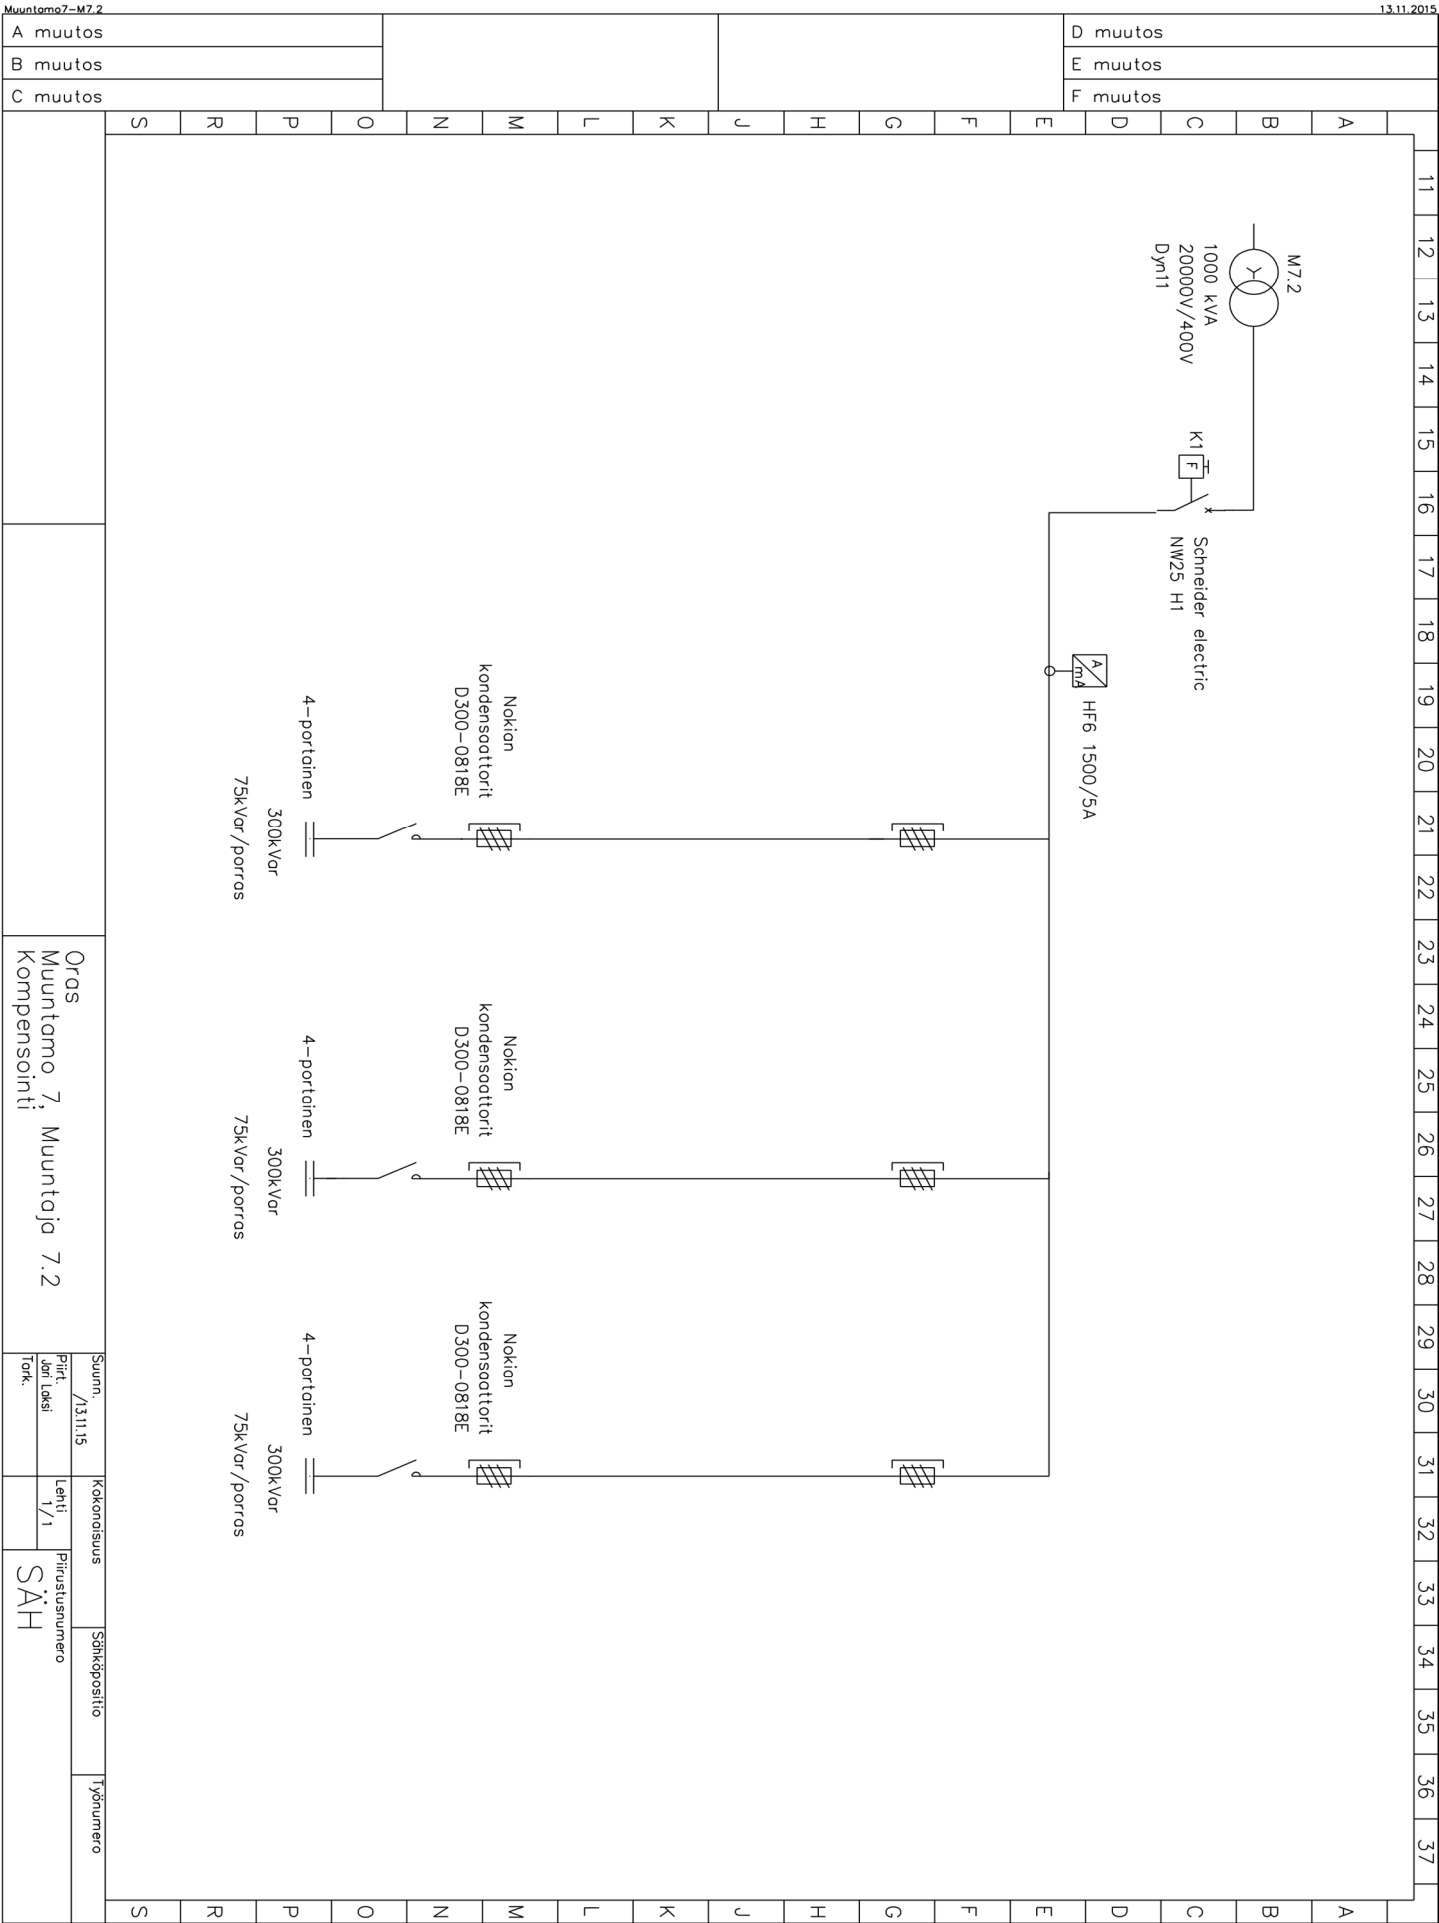 Muuntamo7-M7.2
13.11.2015
A muutos
B muutos
C muutos
D muutos
E muutos
F muutos
S R P O N M L K J H G F E D C B A
11 12 13 14 15 16 17 18 19 20 21 22 23 24 25 26 27 28 29 30 31 32 33 34 35 36 37
M7.2
Y
1000 kVA
20000V/400V
Dyn11
K1
F
Schneider electric
NW25 H1
A
mA
HF6 1500/5A
Nokian
kondensaattorit
D300-0818E
4-portainen
300kVar
75kVar/porras
Nokian
kondensaattorit
D300-0818E
4-portainen
300kVar
75kVar/porras
Nokian
kondensaattorit
D300-0818E
4-portainen
300kVar
75kVar/porras
Oras
Muuntamo 7, Muuntaja 7.2
Kompensointi
Suunn.
/13.11.15
Piirt.
Jari Laksi
Tark.
Kokonaisuus
Sähköpositio
Työnumero
Lehti
1/1
Piirustusnumero
SÄH
S R P O N M L K J H G F E D C B A